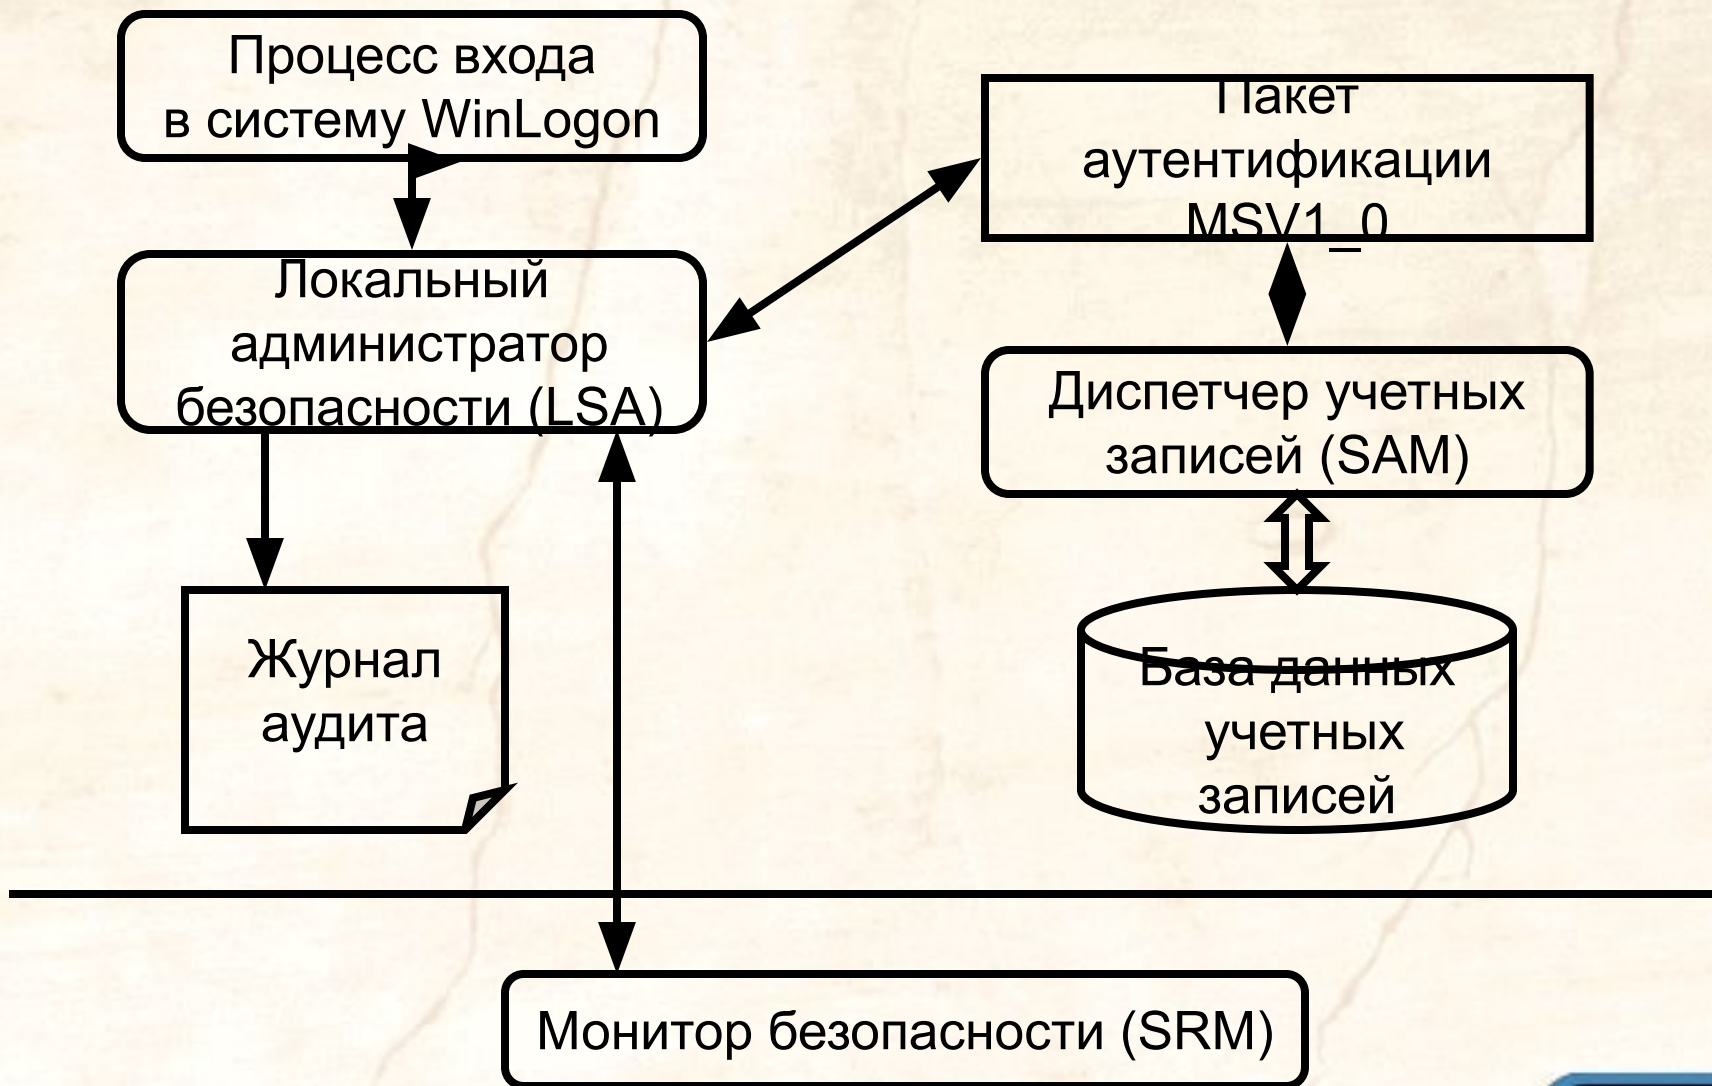 Процесс входа
в систему WinLogon
Пакет
аутентификации
MSV1_0
Локальный
администратор
безопасности (LSA)
Диспетчер учетных
записей (SAM)
Журнал
аудита
База данных
учетных
записей
Монитор безопасности (SRM)